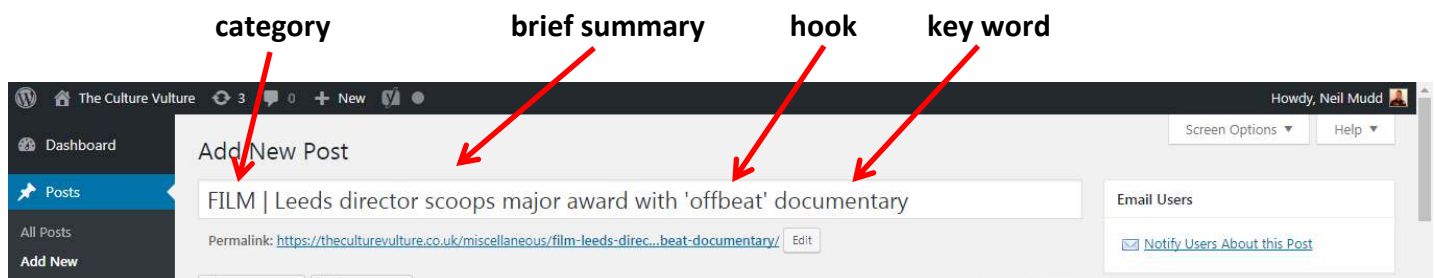 category brief summary hook key word
The Culture Vulture 3 0 + New Howdy, Neil Mudd
Screen Options ▼ Help ▼
Dashboard
Add New Post
Posts
FILM | Leeds director scoops major award with 'offbeat' documentary
Email Users
All Posts
Permalink: https://theculturevulture.co.uk/miscellaneous/film-leeds-direc...beat-documentary/ Edit
Notify Users About this Post
Add New